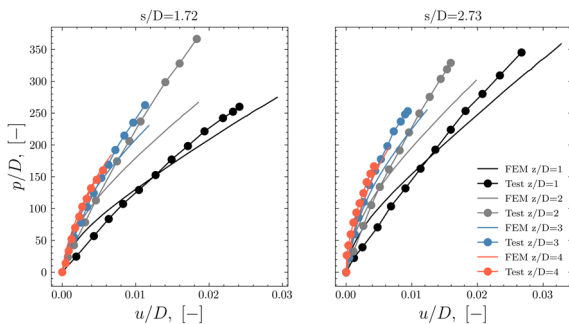 s/D=1.72
s/D=2.73
350
300
250
200
150
100
50
0
p/D, [−]
0.00
0.01
0.02
0.03
0.00
0.01
0.02
0.03
u/D, [−]
u/D, [−]
FEM z/D=1
Test z/D=1
FEM z/D=2
Test z/D=2
FEM z/D=3
Test z/D=3
FEM z/D=4
Test z/D=4